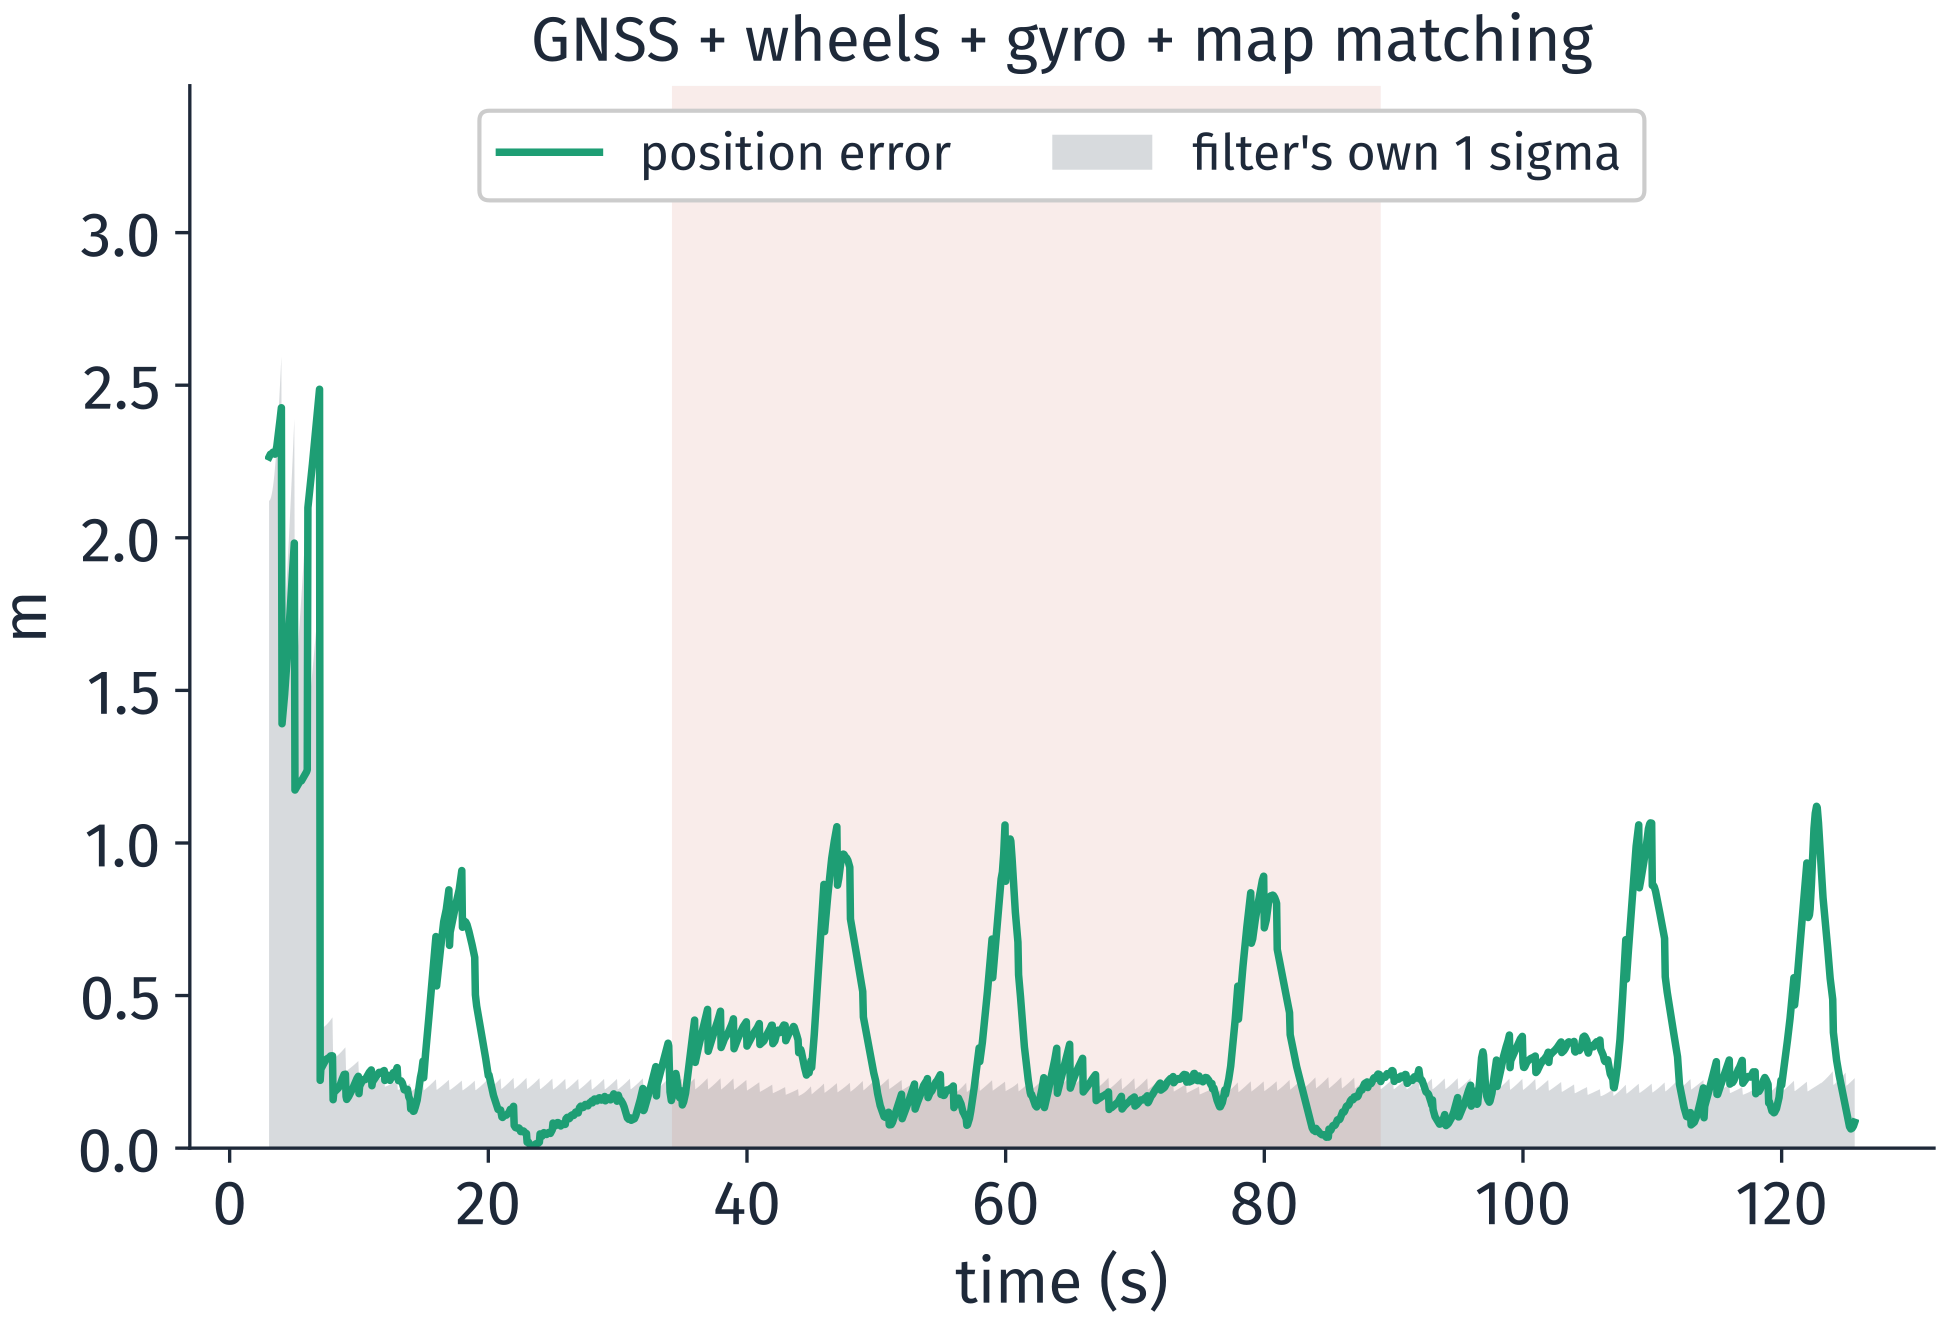 GNSS + wheels + gyro + map matching
position error
filter's own 1 sigma
m
3.0
2.5
2.0
1.5
1.0
0.5
0.0
0 20 40 60 80 100 120
time (s)